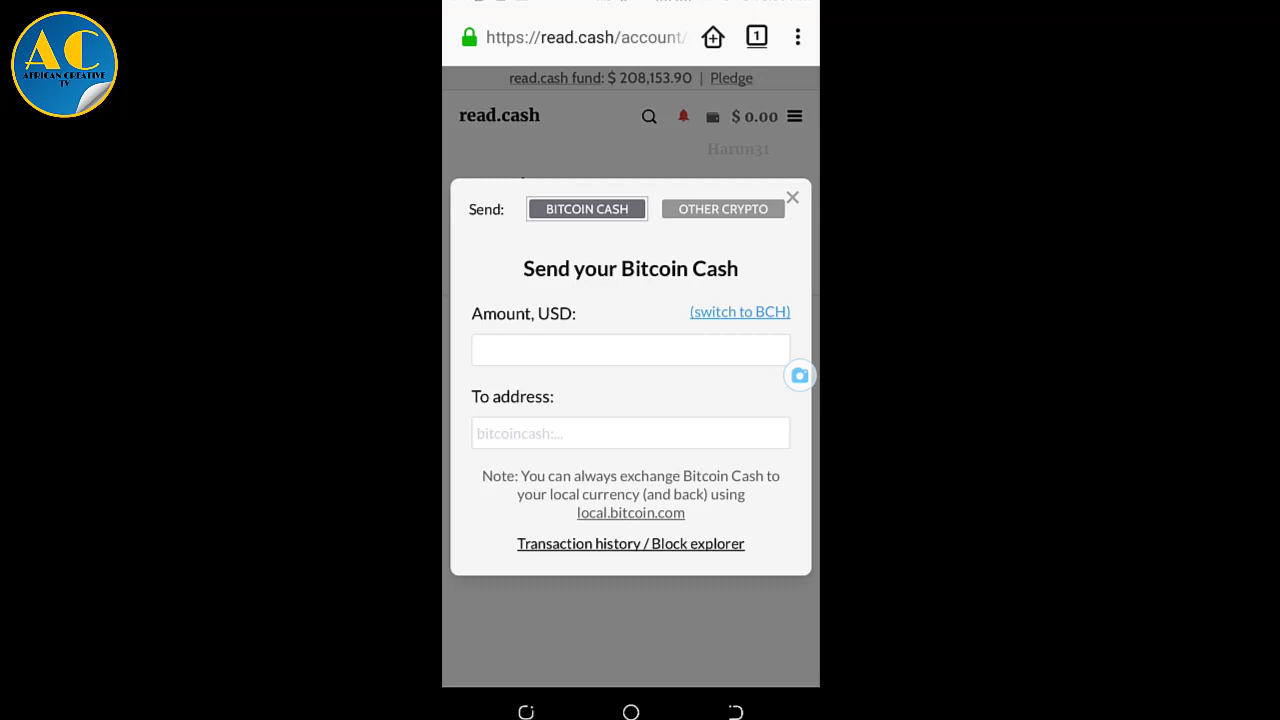 AC
AFRICAN CREATIVE
TV
https://read.cash/account/
1
read.cash fund: $ 208,153.90 | Pledge
read.cash
$ 0.00
Harun31
Send: BITCOIN CASH OTHER CRYPTO
Send your Bitcoin Cash
Amount, USD: (switch to BCH)
To address:
bitcoincash:...
Note: You can always exchange Bitcoin Cash to
your local currency (and back) using
local.bitcoin.com
Transaction history / Block explorer